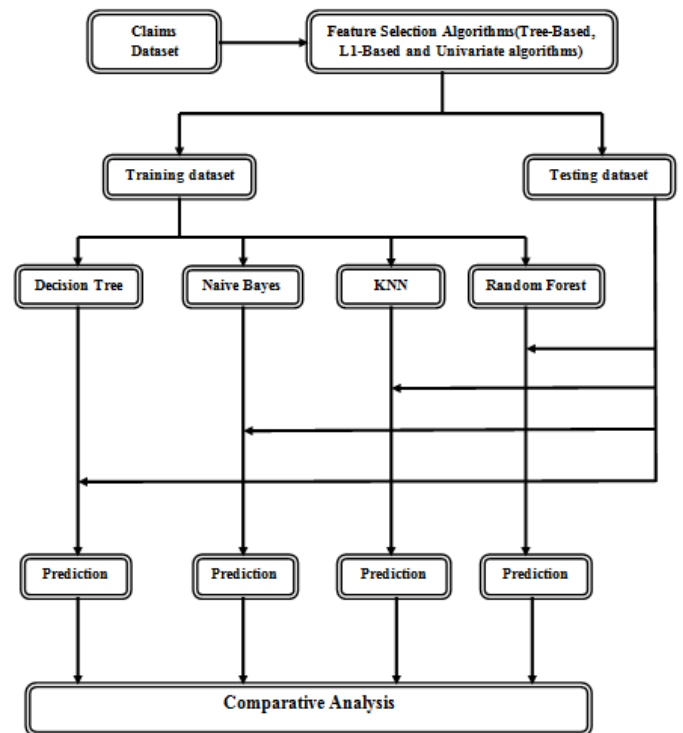 Claims
Dataset
Feature Selection Algorithms(Tree-Based,
L1-Based and Univariate algorithms)
Training dataset
Testing dataset
Decision Tree
Naive Bayes
KNN
Random Forest
Prediction
Prediction
Prediction
Prediction
Comparative Analysis